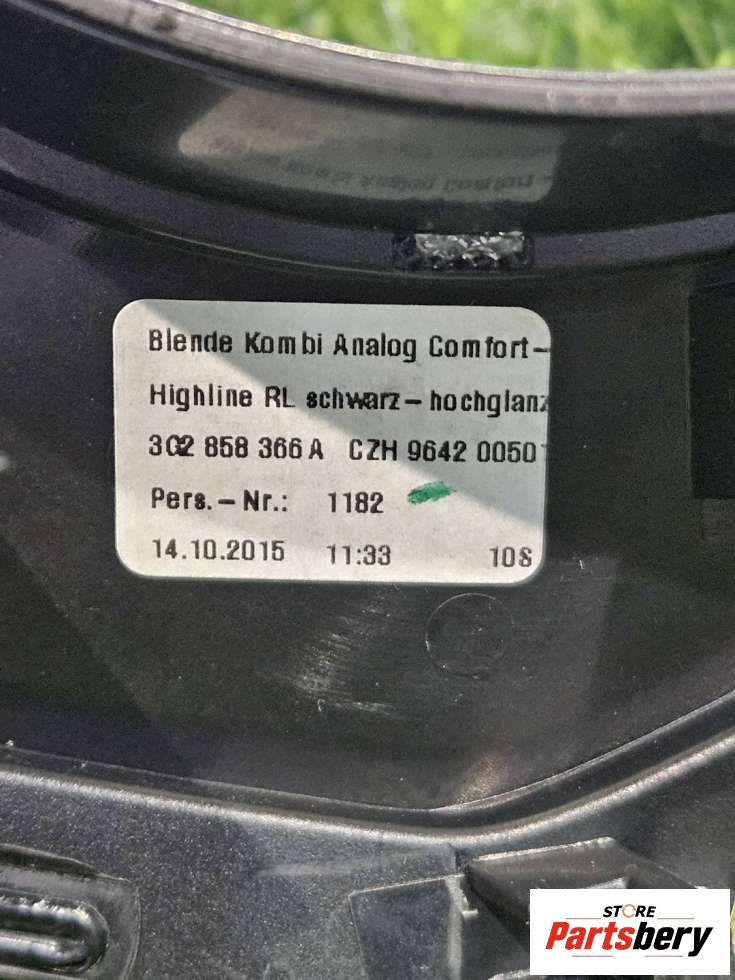 Blende Kombi Analog Comfort-
Highline RL schwarz-hochglanz
3G2 858 366 A CZH 9642 0050
Pers.-Nr.: 1182
14.10.2015 11:33 10S
STORE
Partsbery